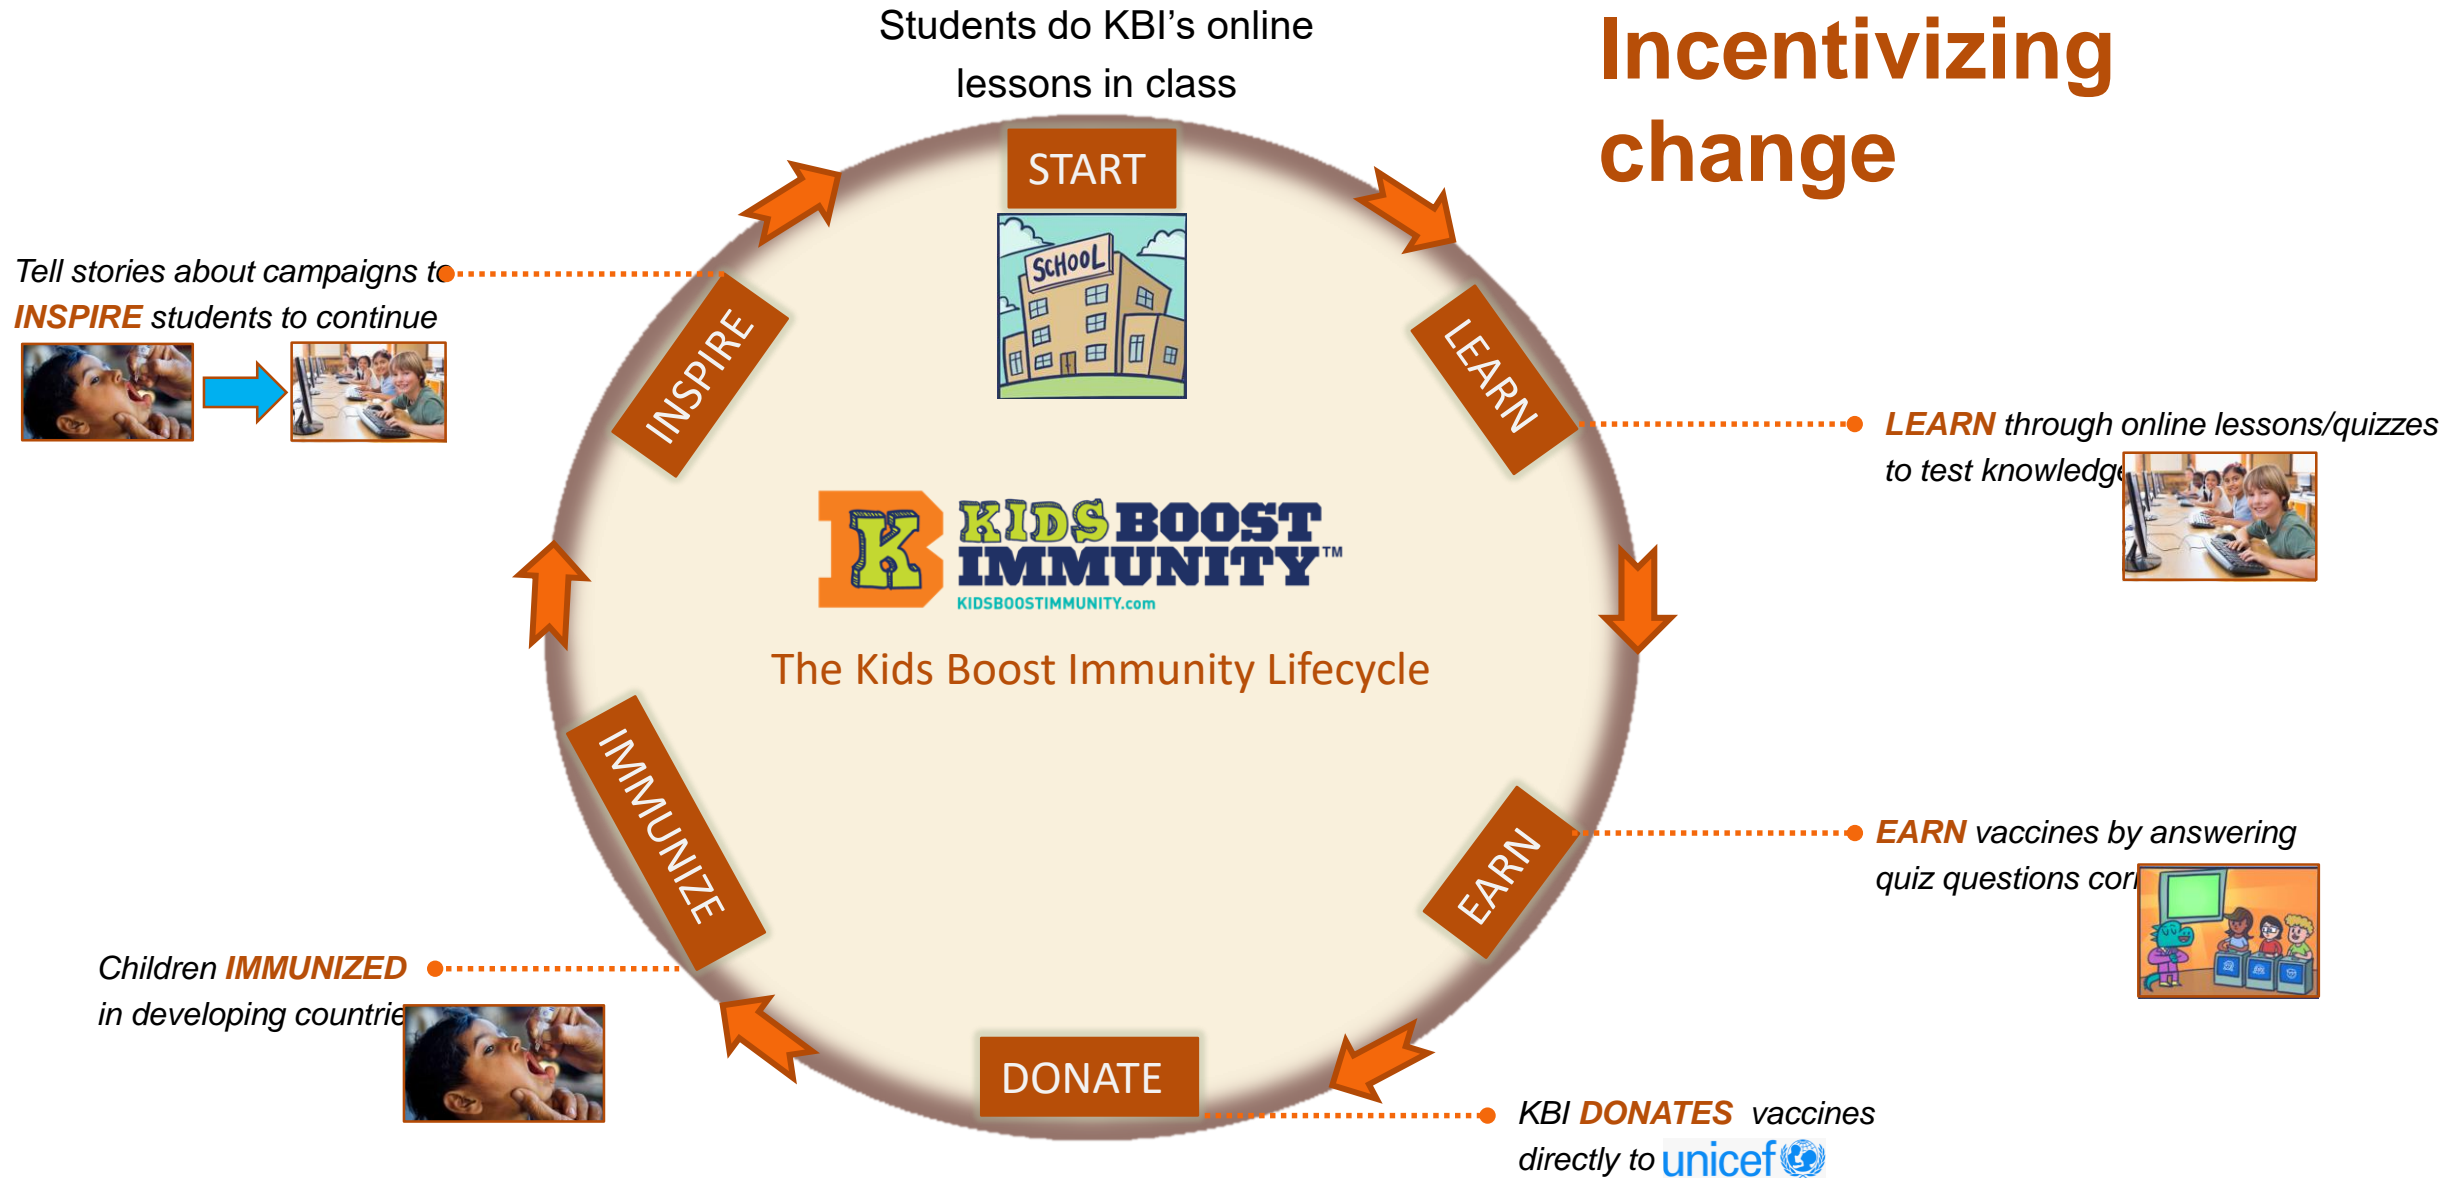 Students do KBI's online
lessons in class
Incentivizing
change
START
SCHOOL
LEARN
LEARN through online lessons/quizzes
to test knowledge
EARN
EARN vaccines by answering
quiz questions
DONATE
KBI DONATES vaccines
directly to unicef
IMMUNIZE
Children IMMUNIZED
in developing
INSPIRE
Tell stories about campaigns to
INSPIRE students to continue
BK KIDS BOOST
IMMUNITY™
KIDSBOOSTIMMUNITY.com
The Kids Boost Immunity Lifecycle